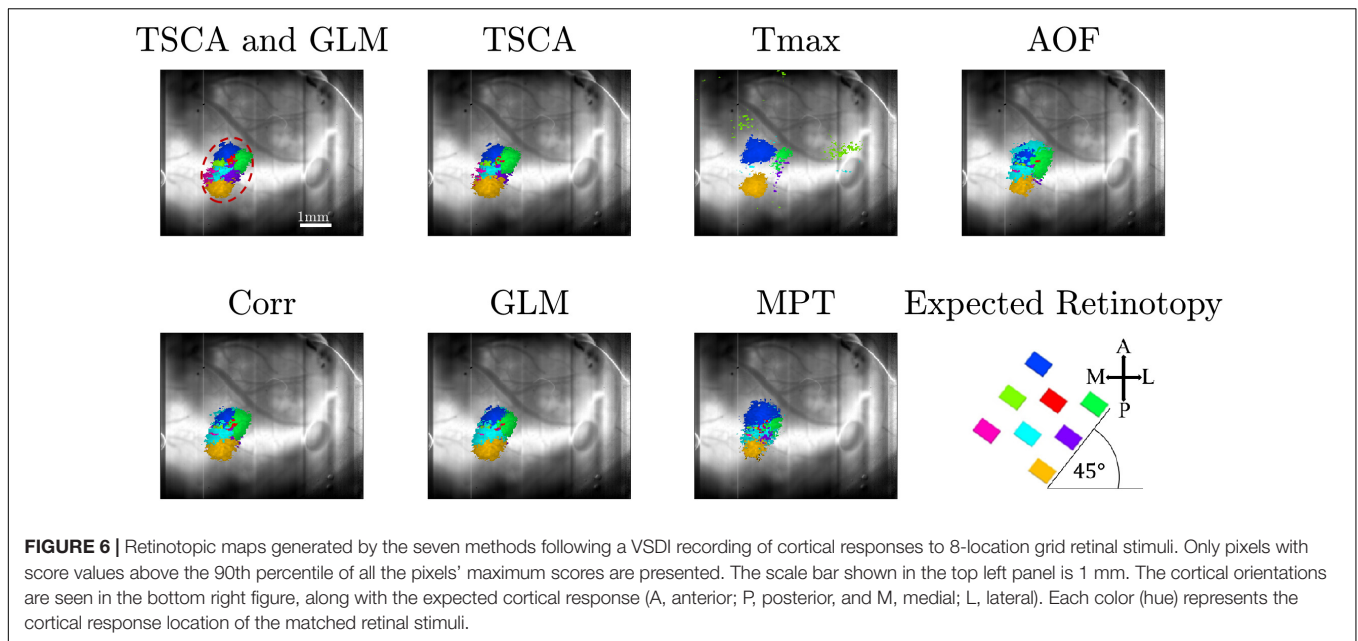 TSCA and GLM
TSCA
Tmax
AOF
1mm
Corr
GLM
MPT
Expected Retinotopy
A
M
L
P
45°
FIGURE 6 | Retinotopic maps generated by the seven methods following a VSDI recording of cortical responses to 8-location grid retinal stimuli. Only pixels with
score values above the 90th percentile of all the pixels' maximum scores are presented. The scale bar shown in the top left panel is 1 mm. The cortical orientations
are seen in the bottom right figure, along with the expected cortical response (A, anterior; P, posterior, and M, medial; L, lateral). Each color (hue) represents the
cortical response location of the matched retinal stimuli.